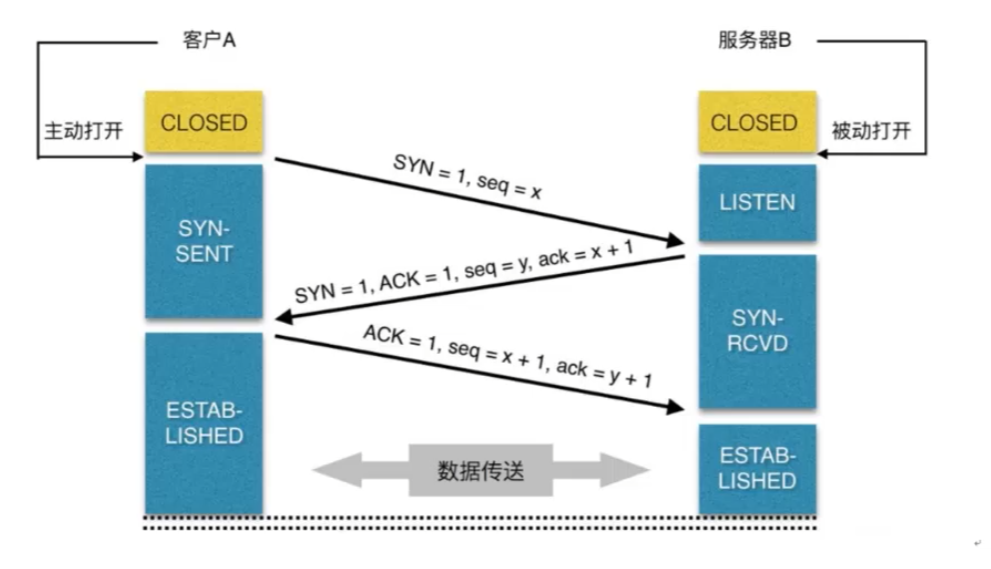 客户A
服务器B
主动打开
CLOSED
CLOSED
被动打开
SYN = 1, seq = x
SYN-
SENT
LISTEN
SYN = 1, ACK = 1, seq = y, ack = x + 1
SYN-
RCVD
ACK = 1, seq = x + 1, ack = y + 1
ESTAB-
LISHED
数据传送
ESTAB-
LISHED